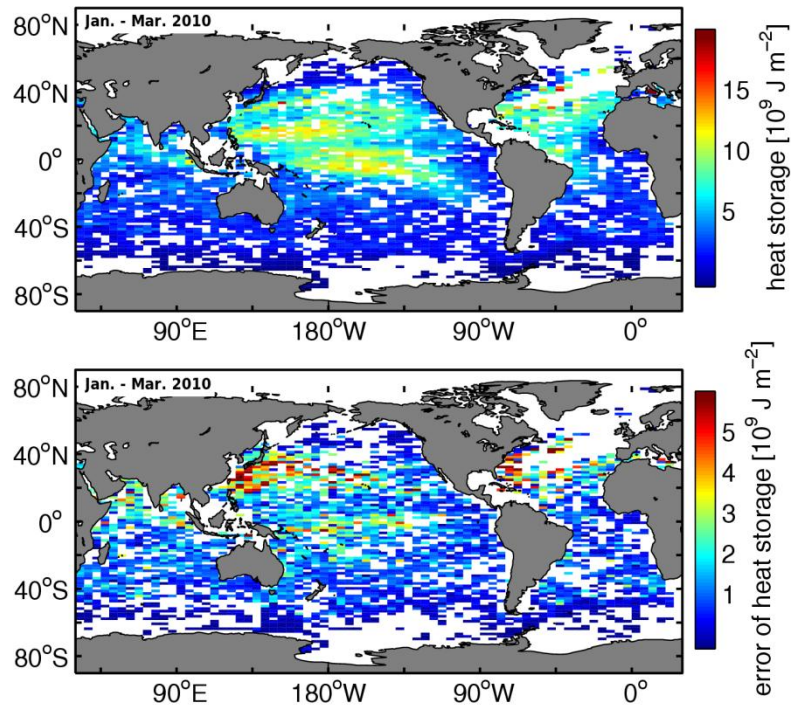 Jan. - Mar. 2010
80°N
40°N
0°
40°S
80°S
90°E 180°W 90°W 0°
15
10
5
heat storage [10⁹ J m⁻²]
Jan. - Mar. 2010
80°N
40°N
0°
40°S
80°S
90°E 180°W 90°W 0°
5
4
3
2
1
error of heat storage [10⁹ J m⁻²]